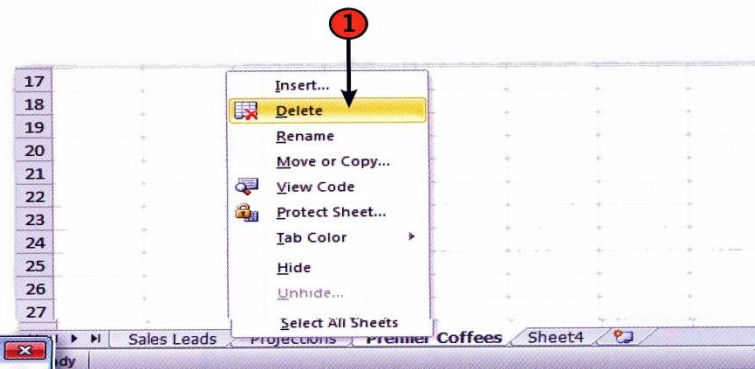 1
17
Insert...
18
Delete
19
Rename
20
Move or Copy...
21
View Code
22
Protect Sheet...
23
24
Tab Color
25
Hide
26
Unhide...
27
Select All Sheets
Sales Leads Projections Premier Coffees Sheet4
dy